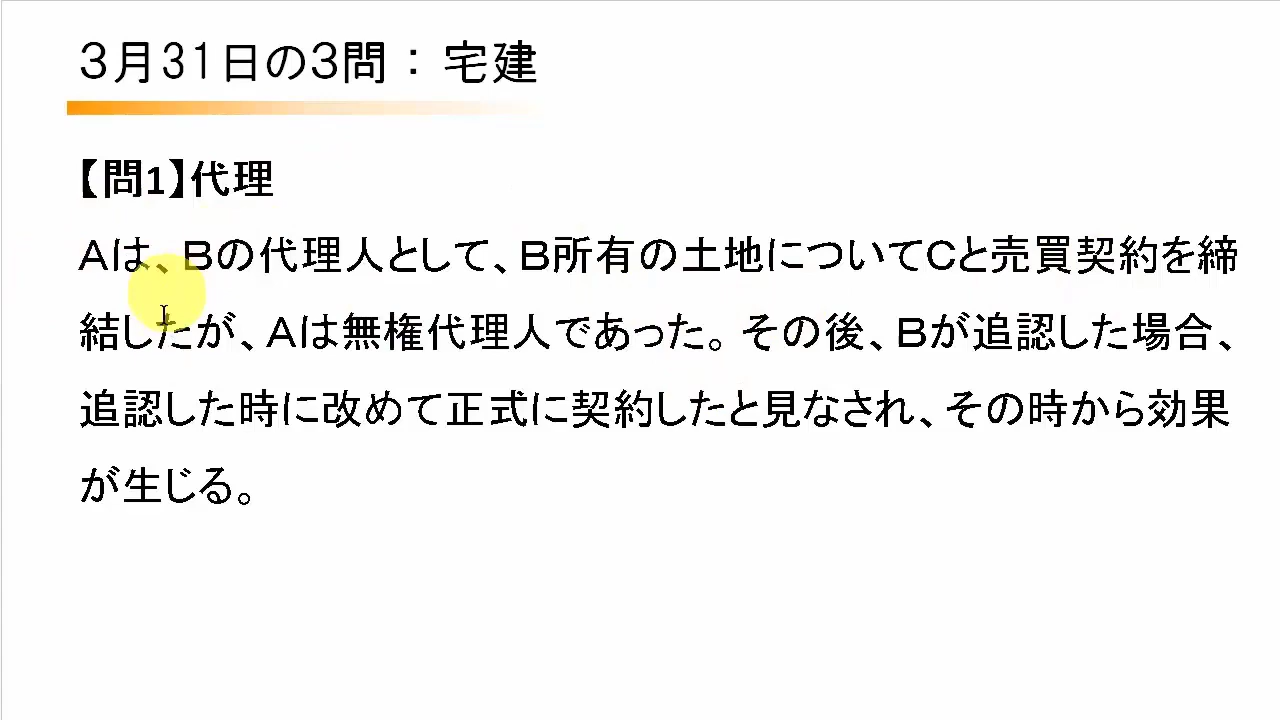 ３月31日の３問：宅建
【問1】代理
Ａは、Ｂの代理人として、Ｂ所有の土地についてＣと売買契約を締
結したが、Ａは無権代理人であった。その後、Ｂが追認した場合、
追認した時に改めて正式に契約したと見なされ、その時から効果
が生じる。